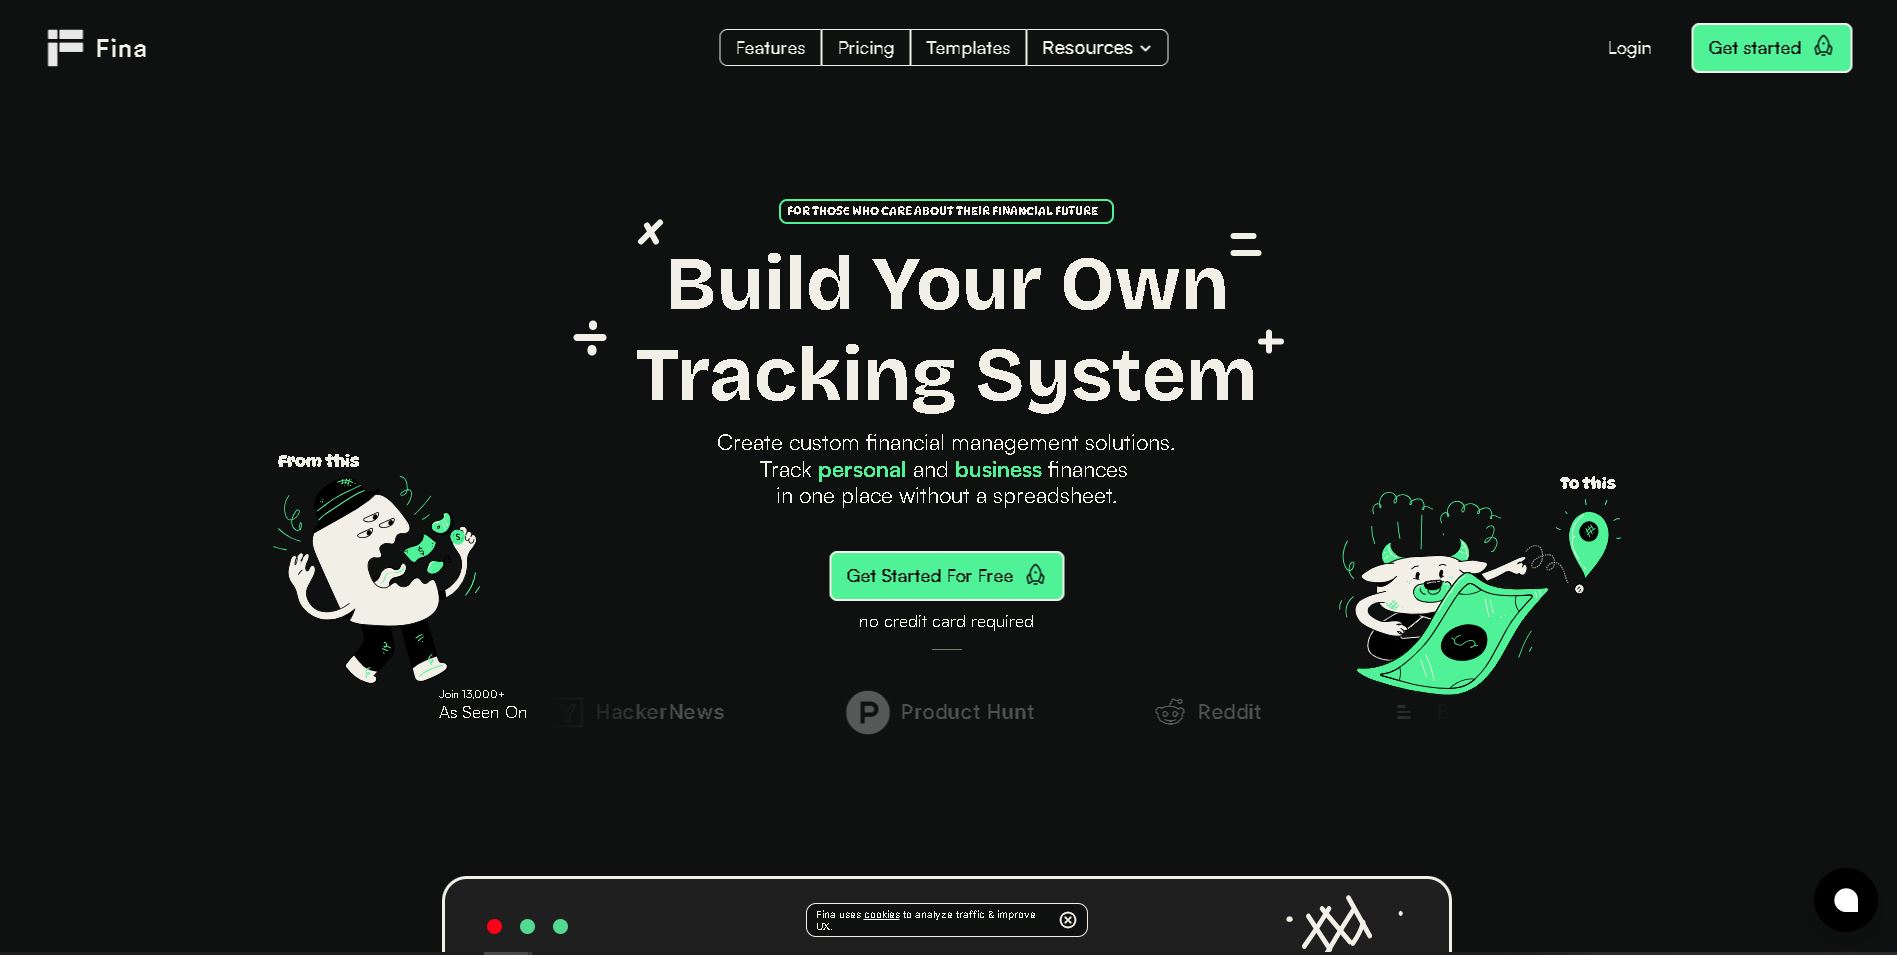 Fina
Features
Pricing
Templates
Resources
Login
Get started
FOR THOSE WHO CARE ABOUT THEIR FINANCIAL FUTURE
Build Your Own
Tracking System
Create custom financial management solutions.
Track personal and business finances
in one place without a spreadsheet.
From this
To this
Get Started For Free
no credit card required
Join 13,000+
As Seen On
HackerNews
Product Hunt
Reddit
Fina uses cookies to analyze traffic & improve
UX.